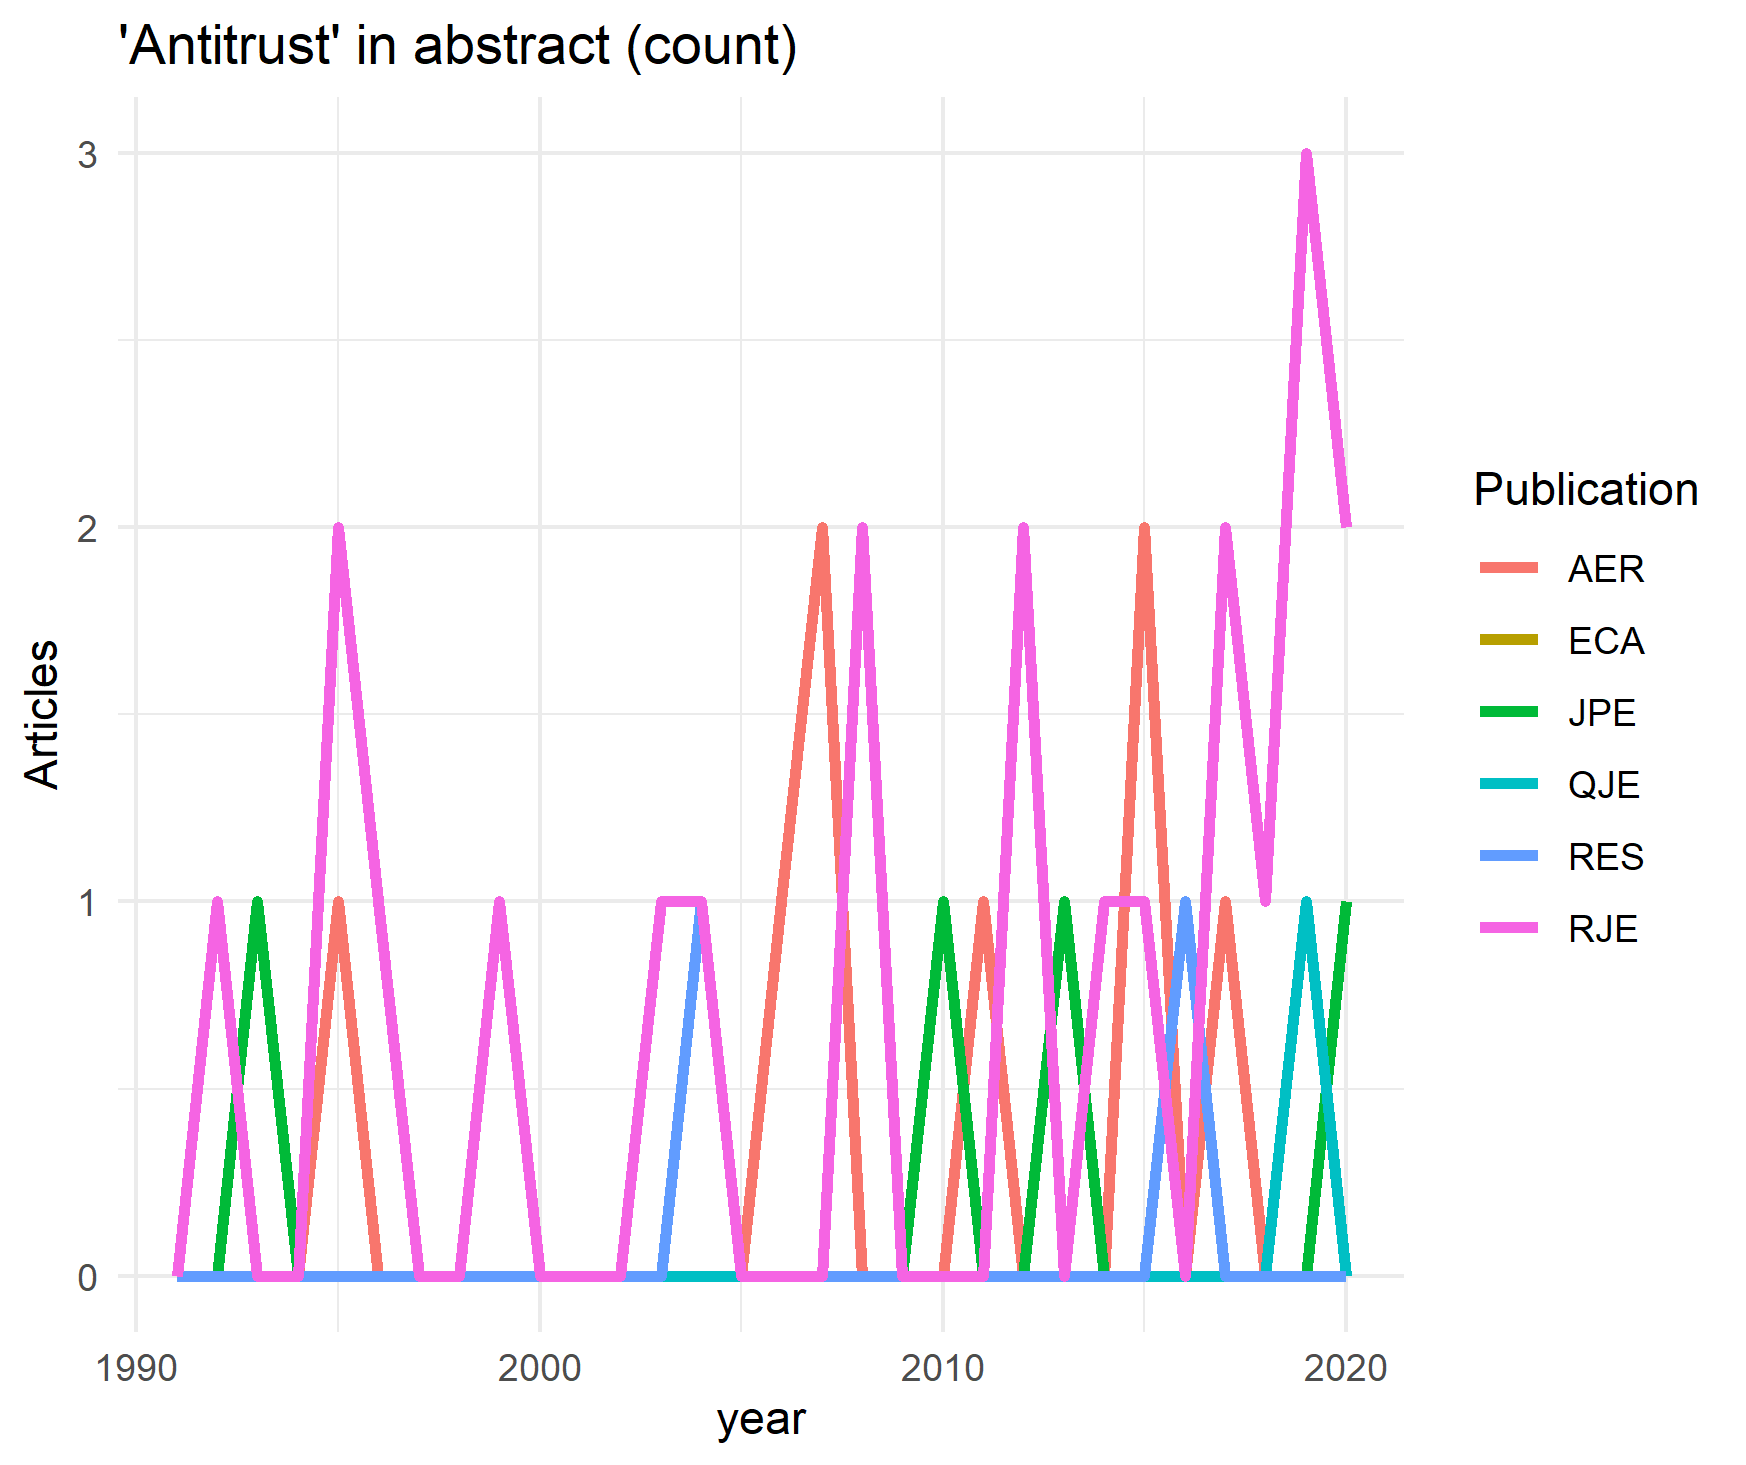 'Antitrust' in abstract (count)
3
2
1
0
Articles
1990
2000
2010
2020
year
Publication
AER
ECA
JPE
QJE
RES
RJE